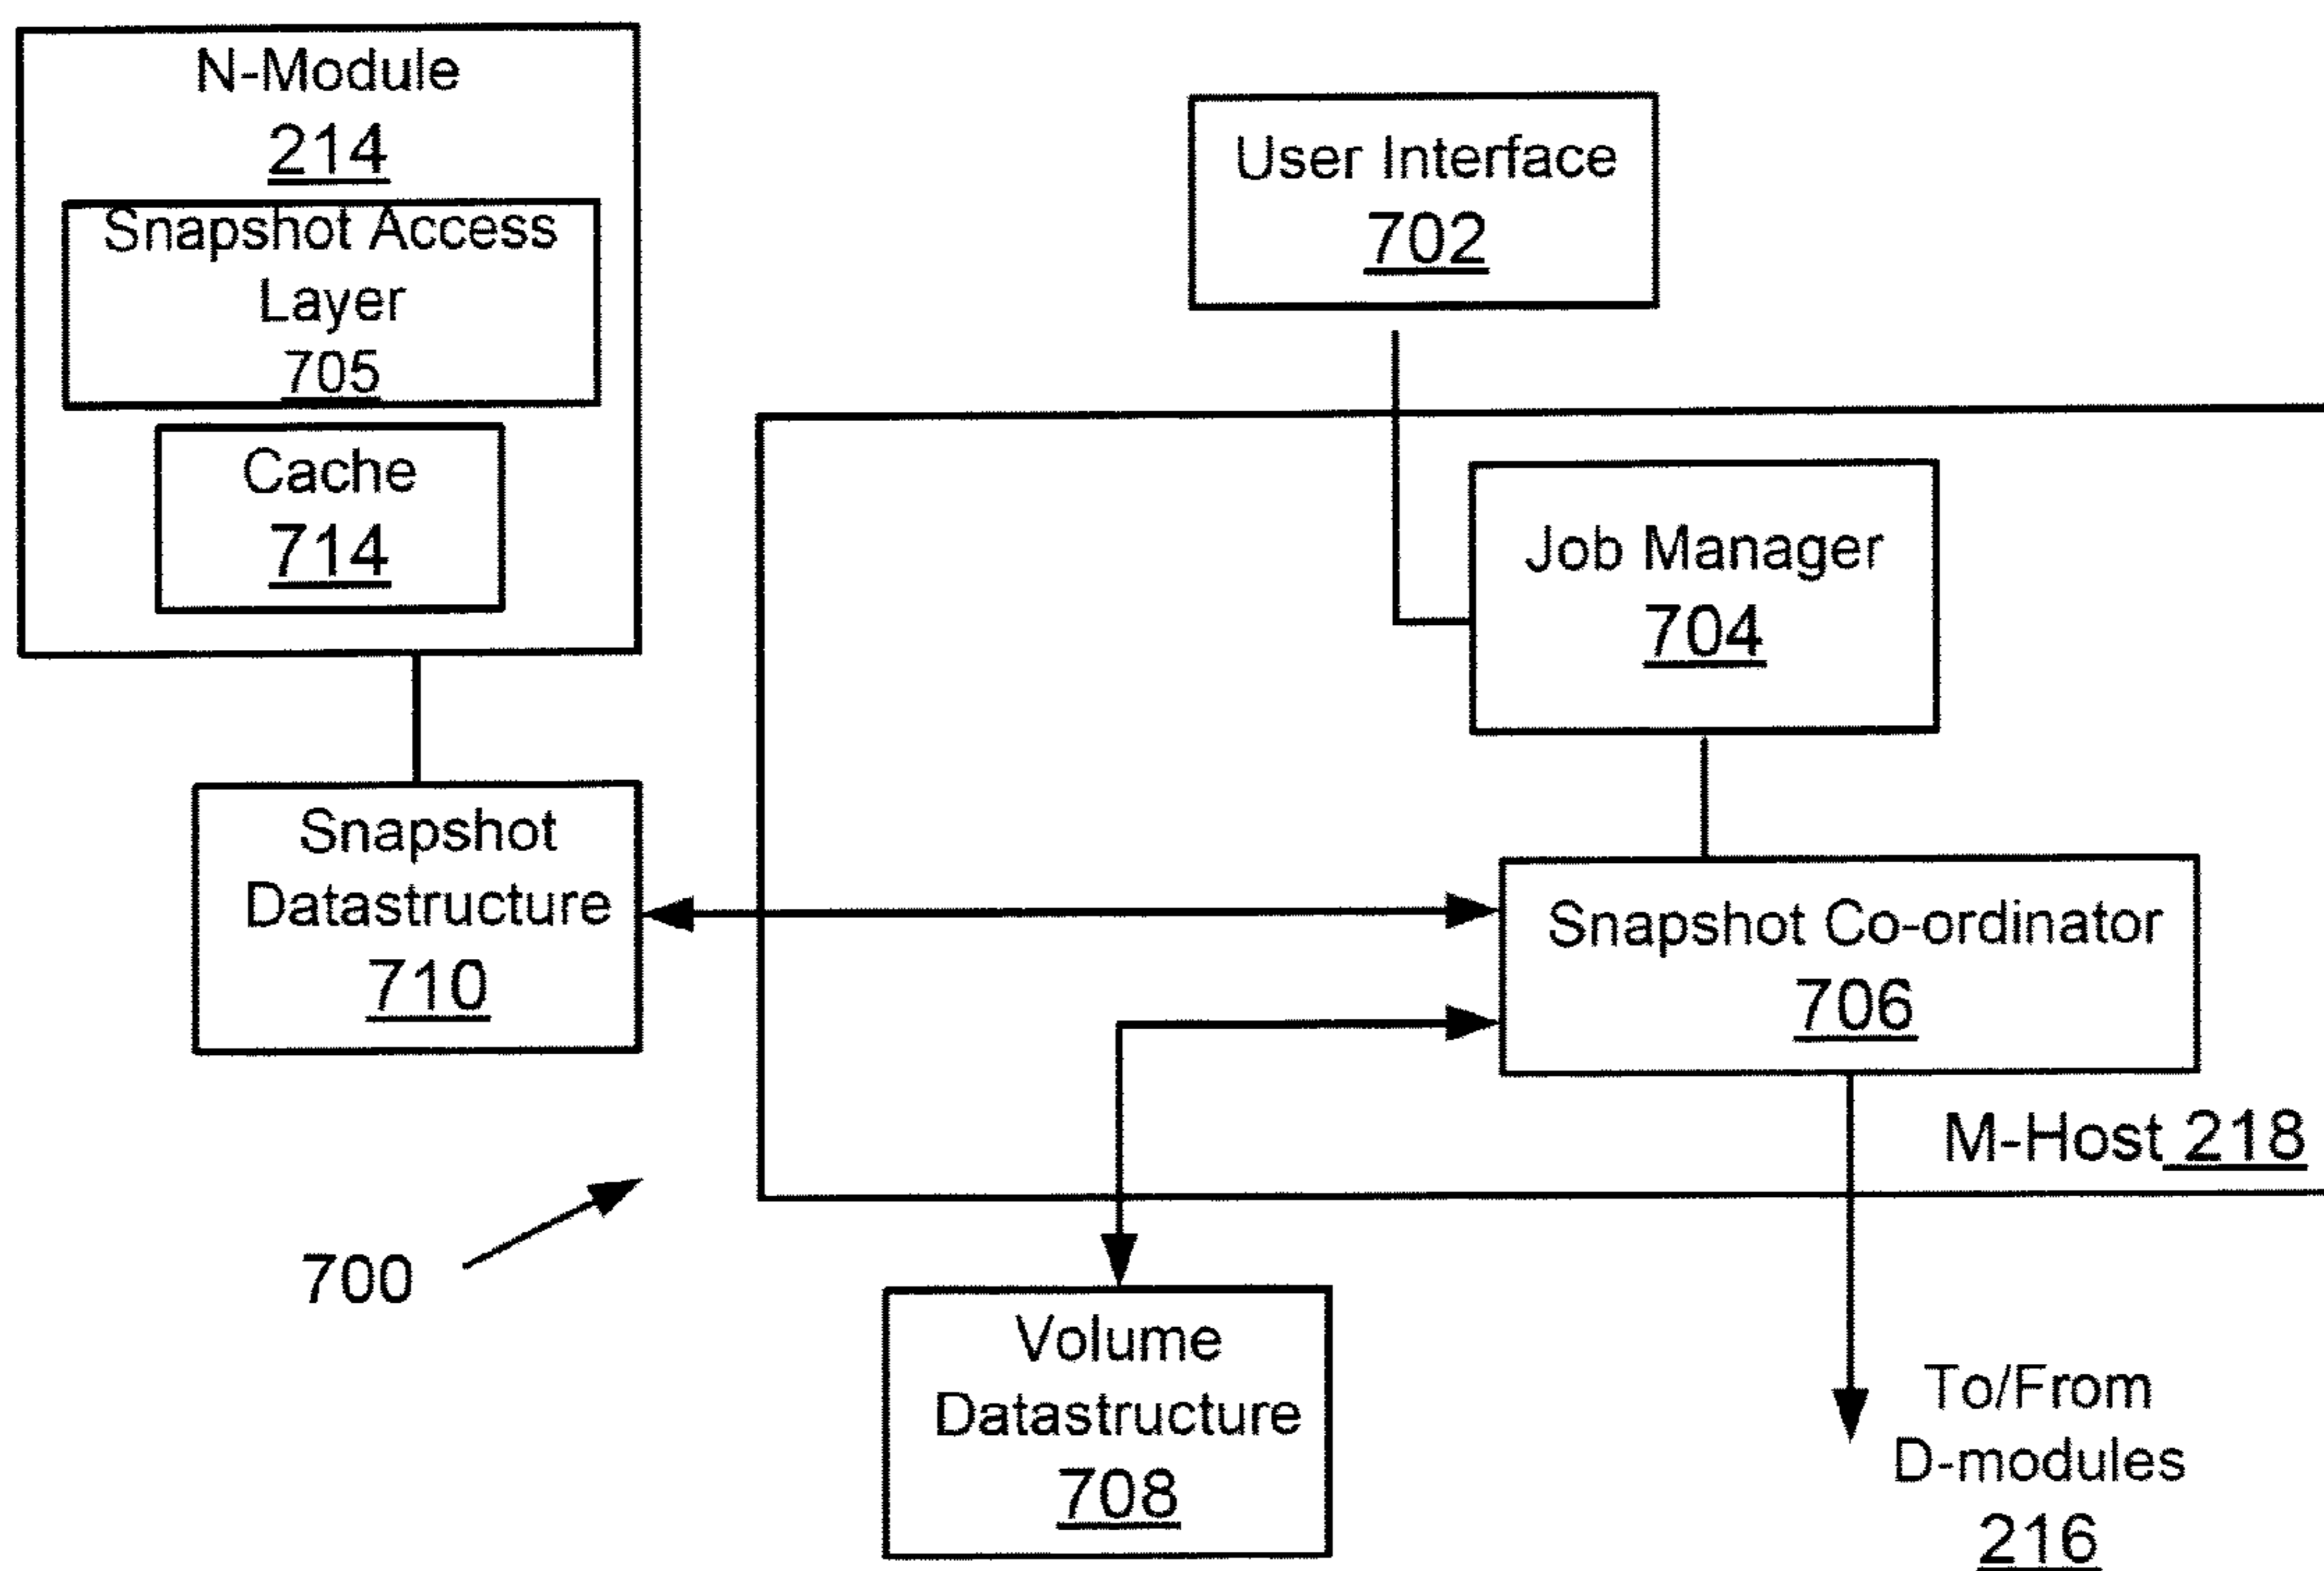 N-Module
214
Snapshot Access
Layer
705
Cache
714
User Interface
702
Job Manager
704
Snapshot
Datastructure
710
Snapshot Co-ordinator
706
M-Host 218
700
Volume
Datastructure
708
To/From
D-modules
216